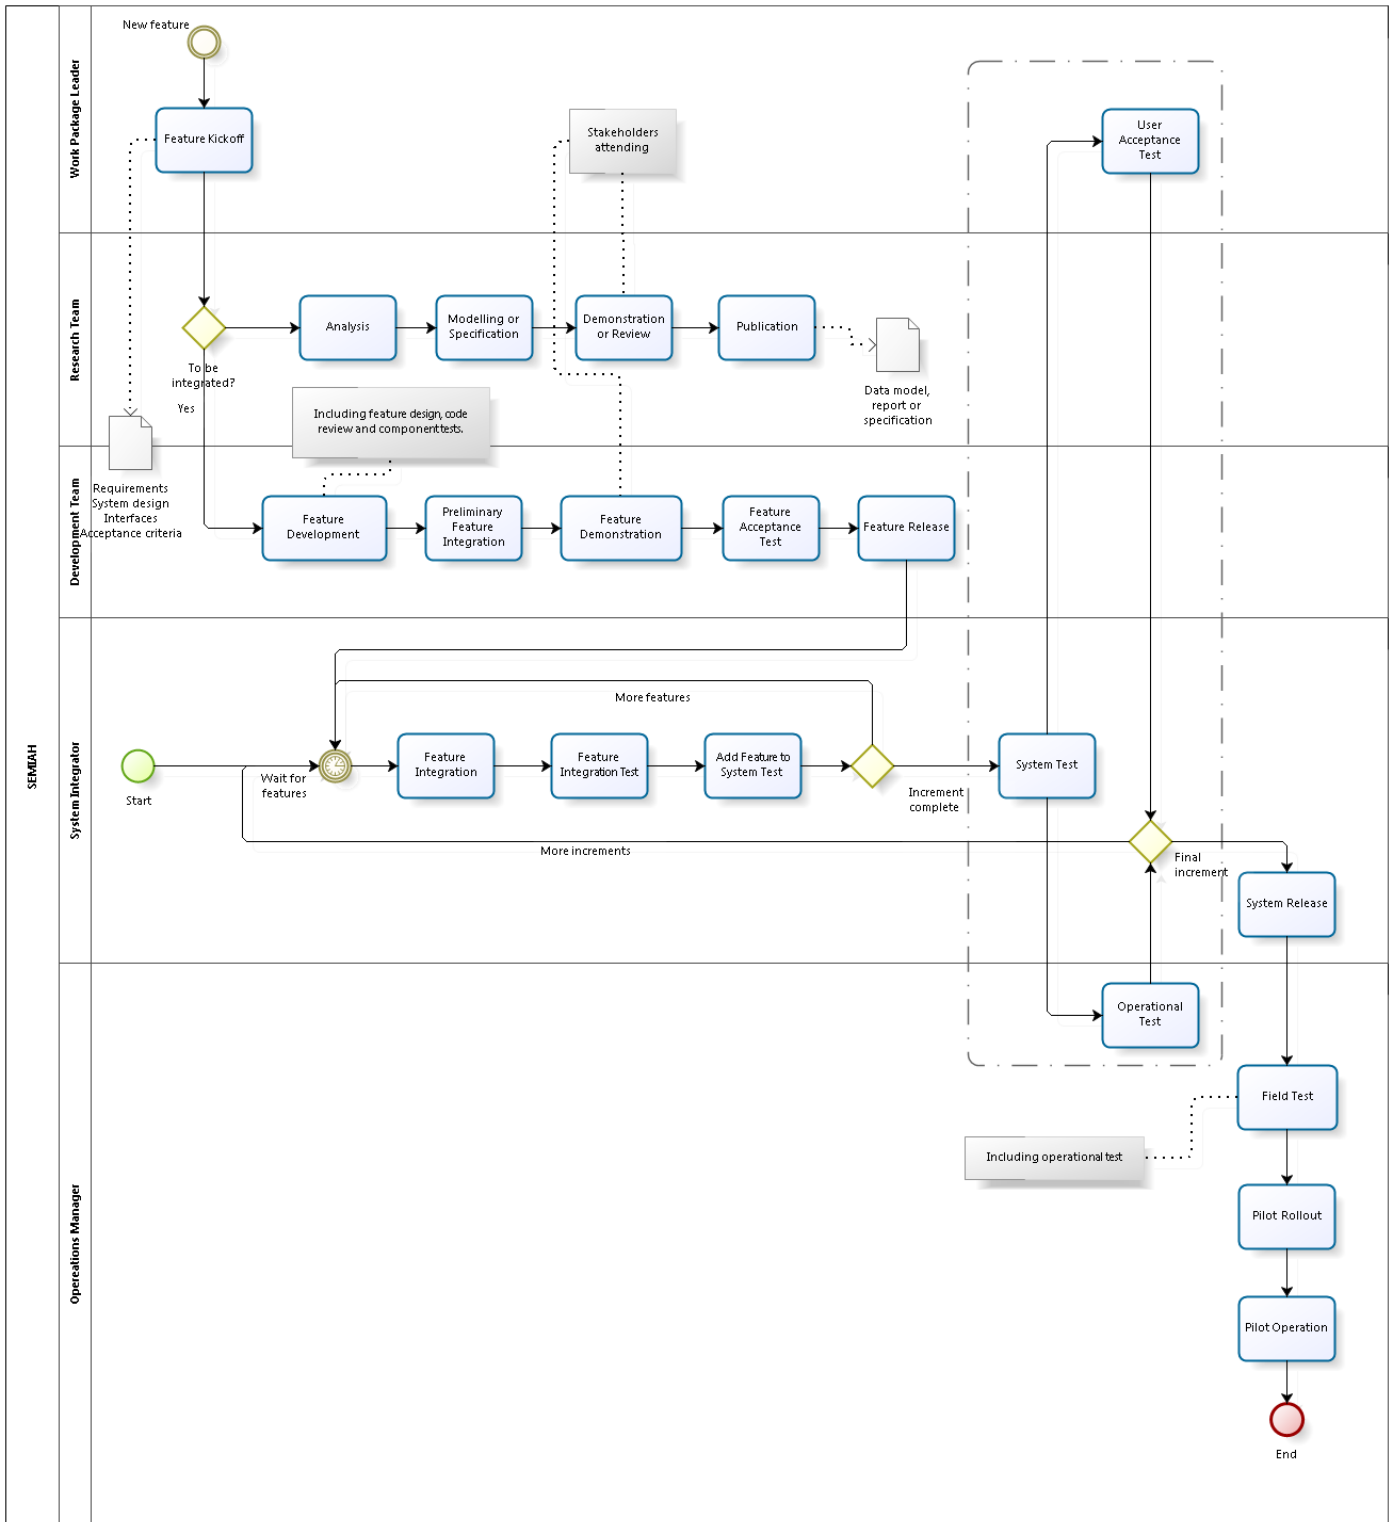 SEMIAH
Work Package Leader
New feature
Feature Kickoff
Stakeholders
attending
User
Acceptance
Test
Research Team
To be
integrated?
Yes
Analysis
Modelling or
Specification
Demonstration
or Review
Publication
Data model,
report or
specification
Including feature design, code
review and component tests.
Development Team
Requirements
System design
Interfaces
Acceptance criteria
Feature
Development
Preliminary
Feature
Integration
Feature
Demonstration
Feature
Acceptance
Test
Feature Release
System Integrator
More features
Start
Wait for
features
Feature
Integration
Feature
Integration Test
Add Feature to
System Test
Increment
complete
System Test
More increments
Final
increment
System Release
Opereations Manager
Operational
Test
Field Test
Including operational test
Pilot Rollout
Pilot Operation
End